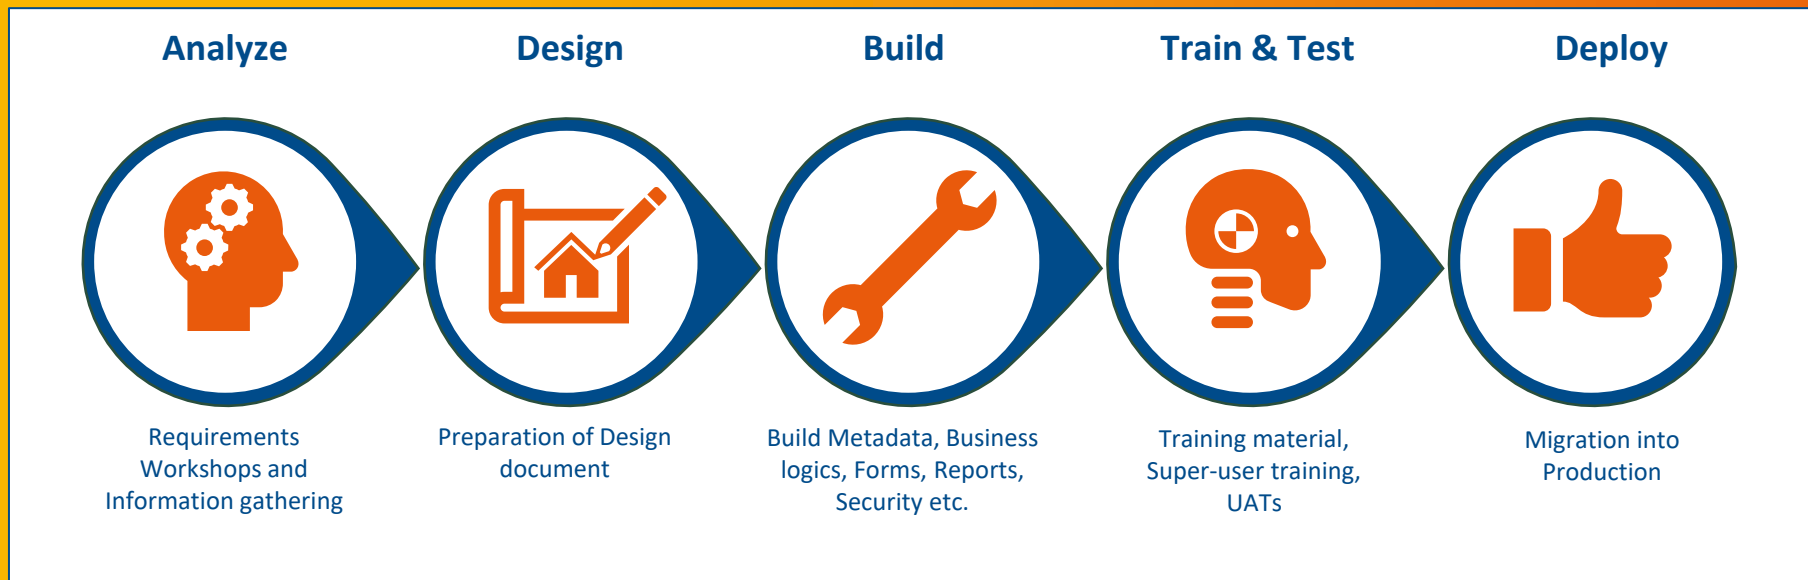 Analyze
Design
Build
Train & Test
Deploy
Requirements
Workshops and
Information gathering
Preparation of Design
document
Build Metadata, Business
logics, Forms, Reports,
Security etc.
Training material,
Super-user training,
UATs
Migration into
Production